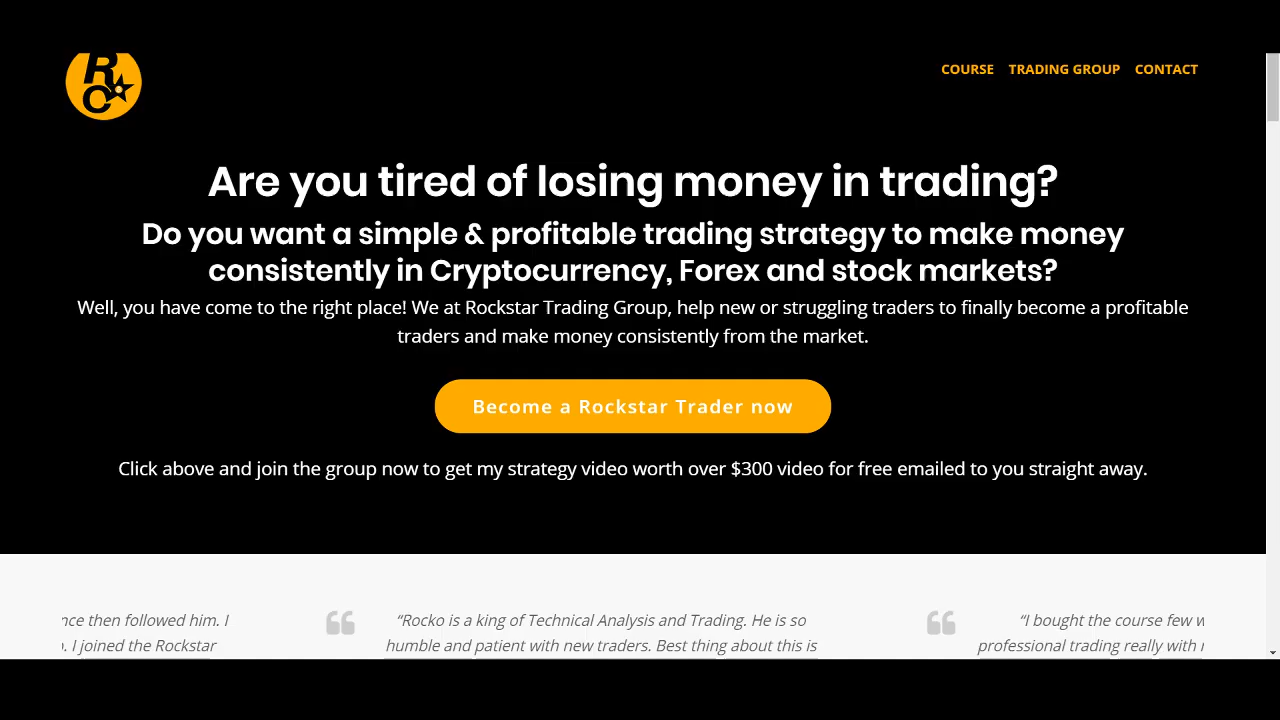 RC
COURSE TRADING GROUP CONTACT
Are you tired of losing money in trading?
Do you want a simple & profitable trading strategy to make money
consistently in Cryptocurrency, Forex and stock markets?
Well, you have come to the right place! We at Rockstar Trading Group, help new or struggling traders to finally become a profitable
traders and make money consistently from the market.
Become a Rockstar Trader now
Click above and join the group now to get my strategy video worth over $300 video for free emailed to you straight away.
then followed him. I
I joined the Rockstar
“Rocko is a king of Technical Analysis and Trading. He is so
humble and patient with new traders. Best thing about this is
“I bought the course few
professional trading really with